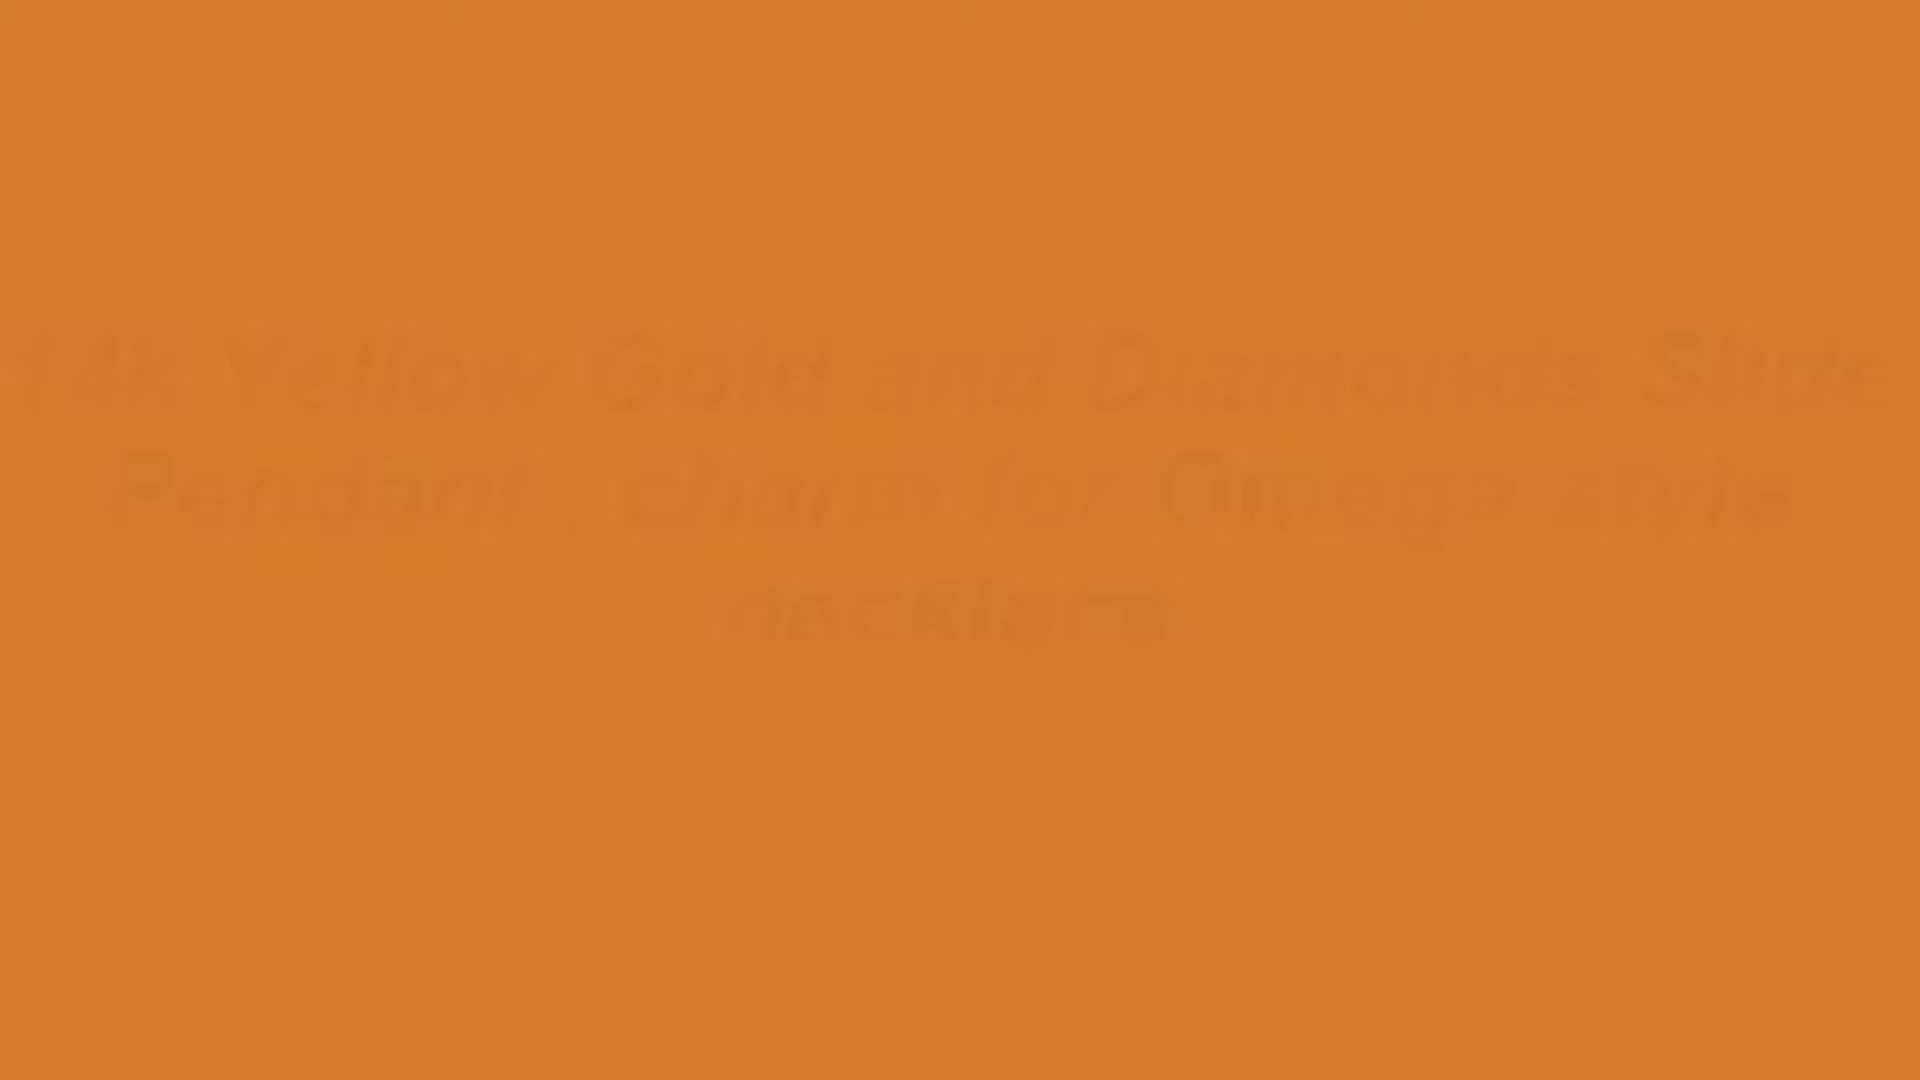 14k Yellow Gold and Diamonds Slide
Pendant , charm for Omega style
necklace